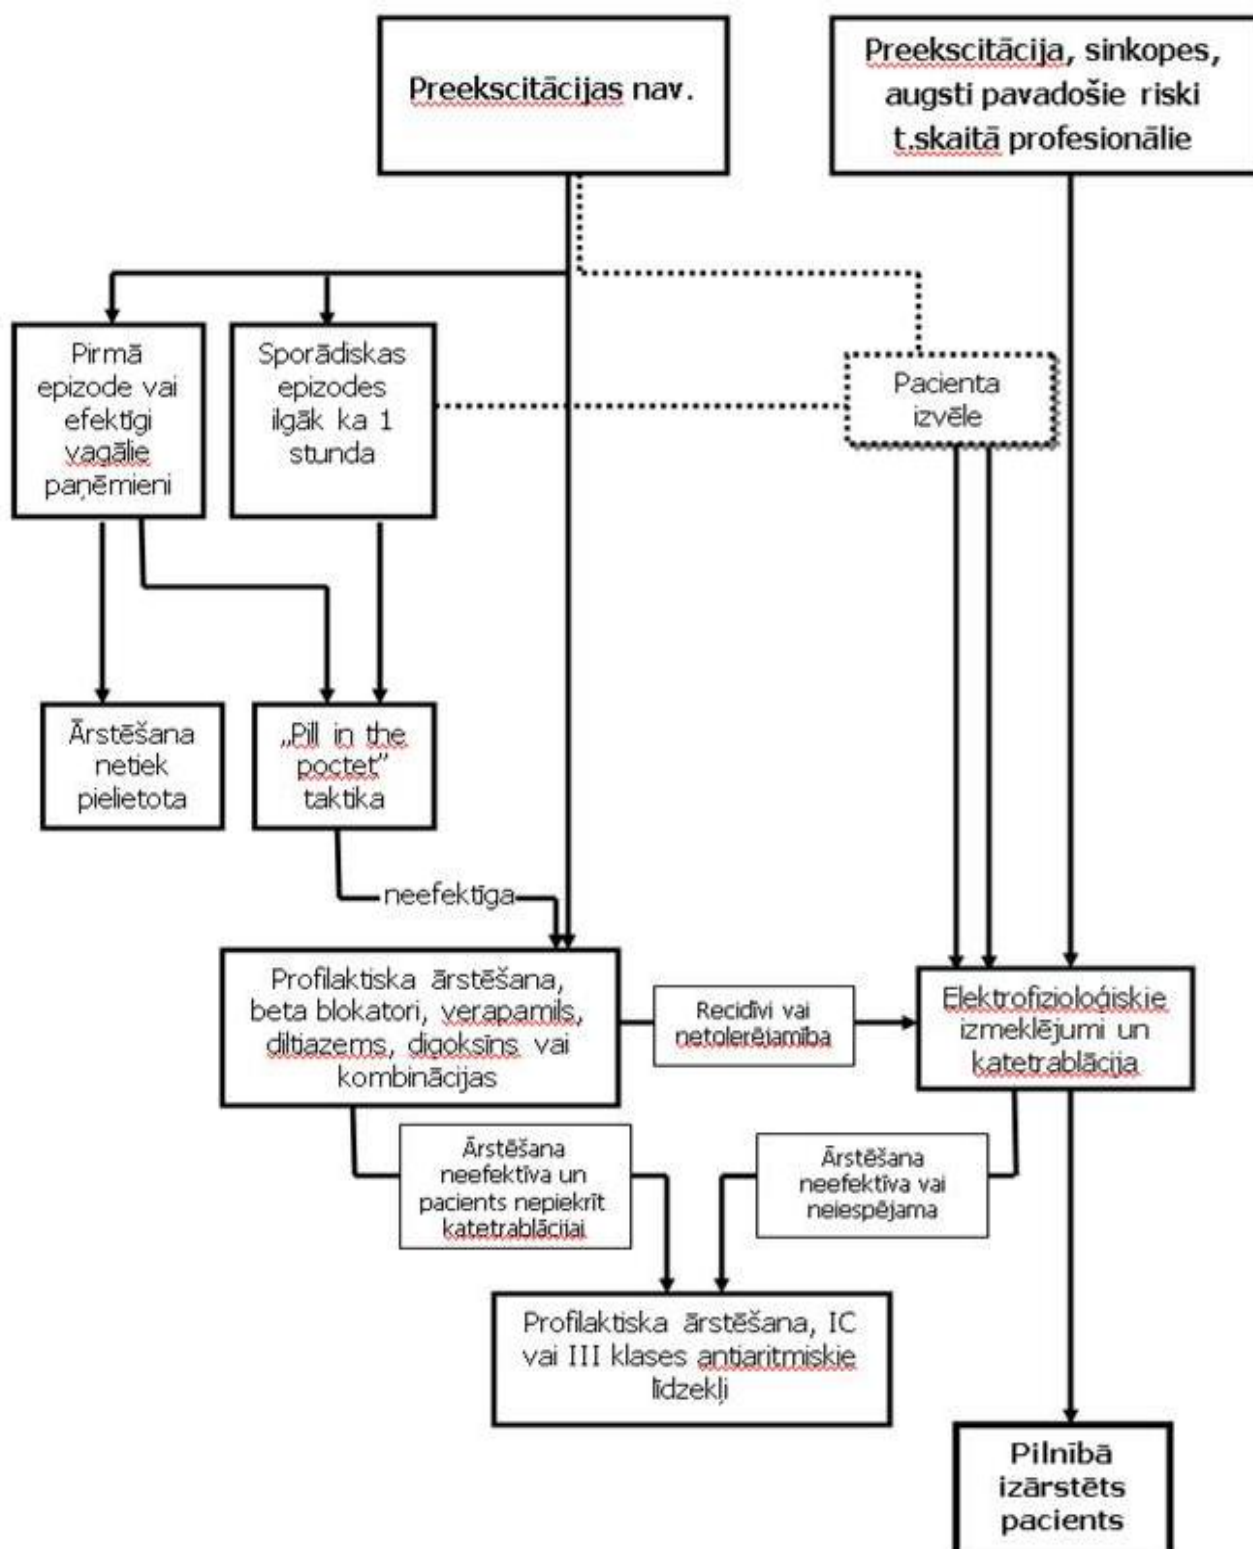 Preekscitācijas nav.
Preekscitācija, sinkopes,
augsti pavadošie riski
t.skaitā profesionālie
Pirmā
epizode vai
efektīgi
vagālie
paņēmieni
Sporādiskas
epizodes
ilgāk ka 1
stunda
Pacienta
izvēle
Ārstēšana
netiek
pielietota
„Pill in the
poctet”
taktika
neefektīga
Profilaktiska ārstēšana,
beta blokatori, verapamils,
diltiazems, digoksīns vai
kombinācijas
Recidīvi vai
netolerējamība
Elektrofizioloģiskie
izmeklējumi un
katetrablācija
Ārstēšana
neefektīva un
pacients nepiekrīt
katetrablācijai
Ārstēšana
neefektīva vai
neiespējama
Profilaktiska ārstēšana, IC
vai III klases antiaritmiskie
līdzekļi
Pilnībā
izārstēts
pacients